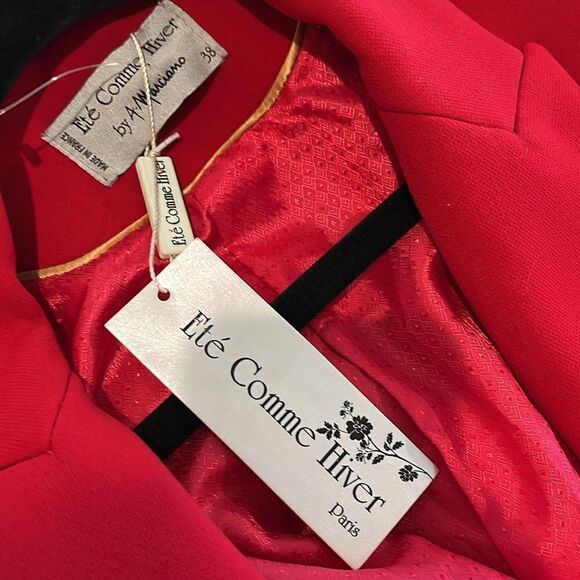 Eté Comme Hiver
by A. Marciano
38
MADE IN FRANCE
Eté Comme Hiver
Eté Comme Hiver
Paris